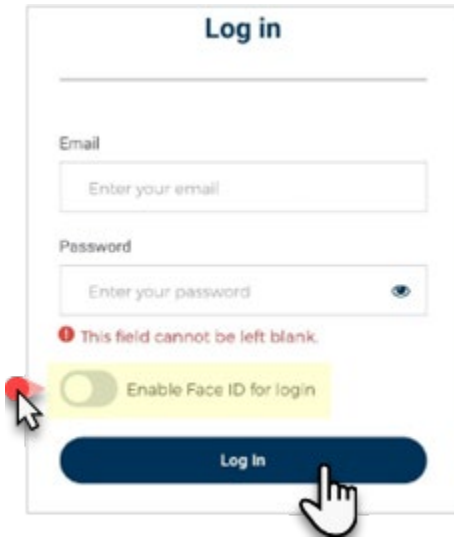 Log in
Email
Enter your email
Password
Enter your password
This field cannot be left blank.
Enable Face ID for login
Log In